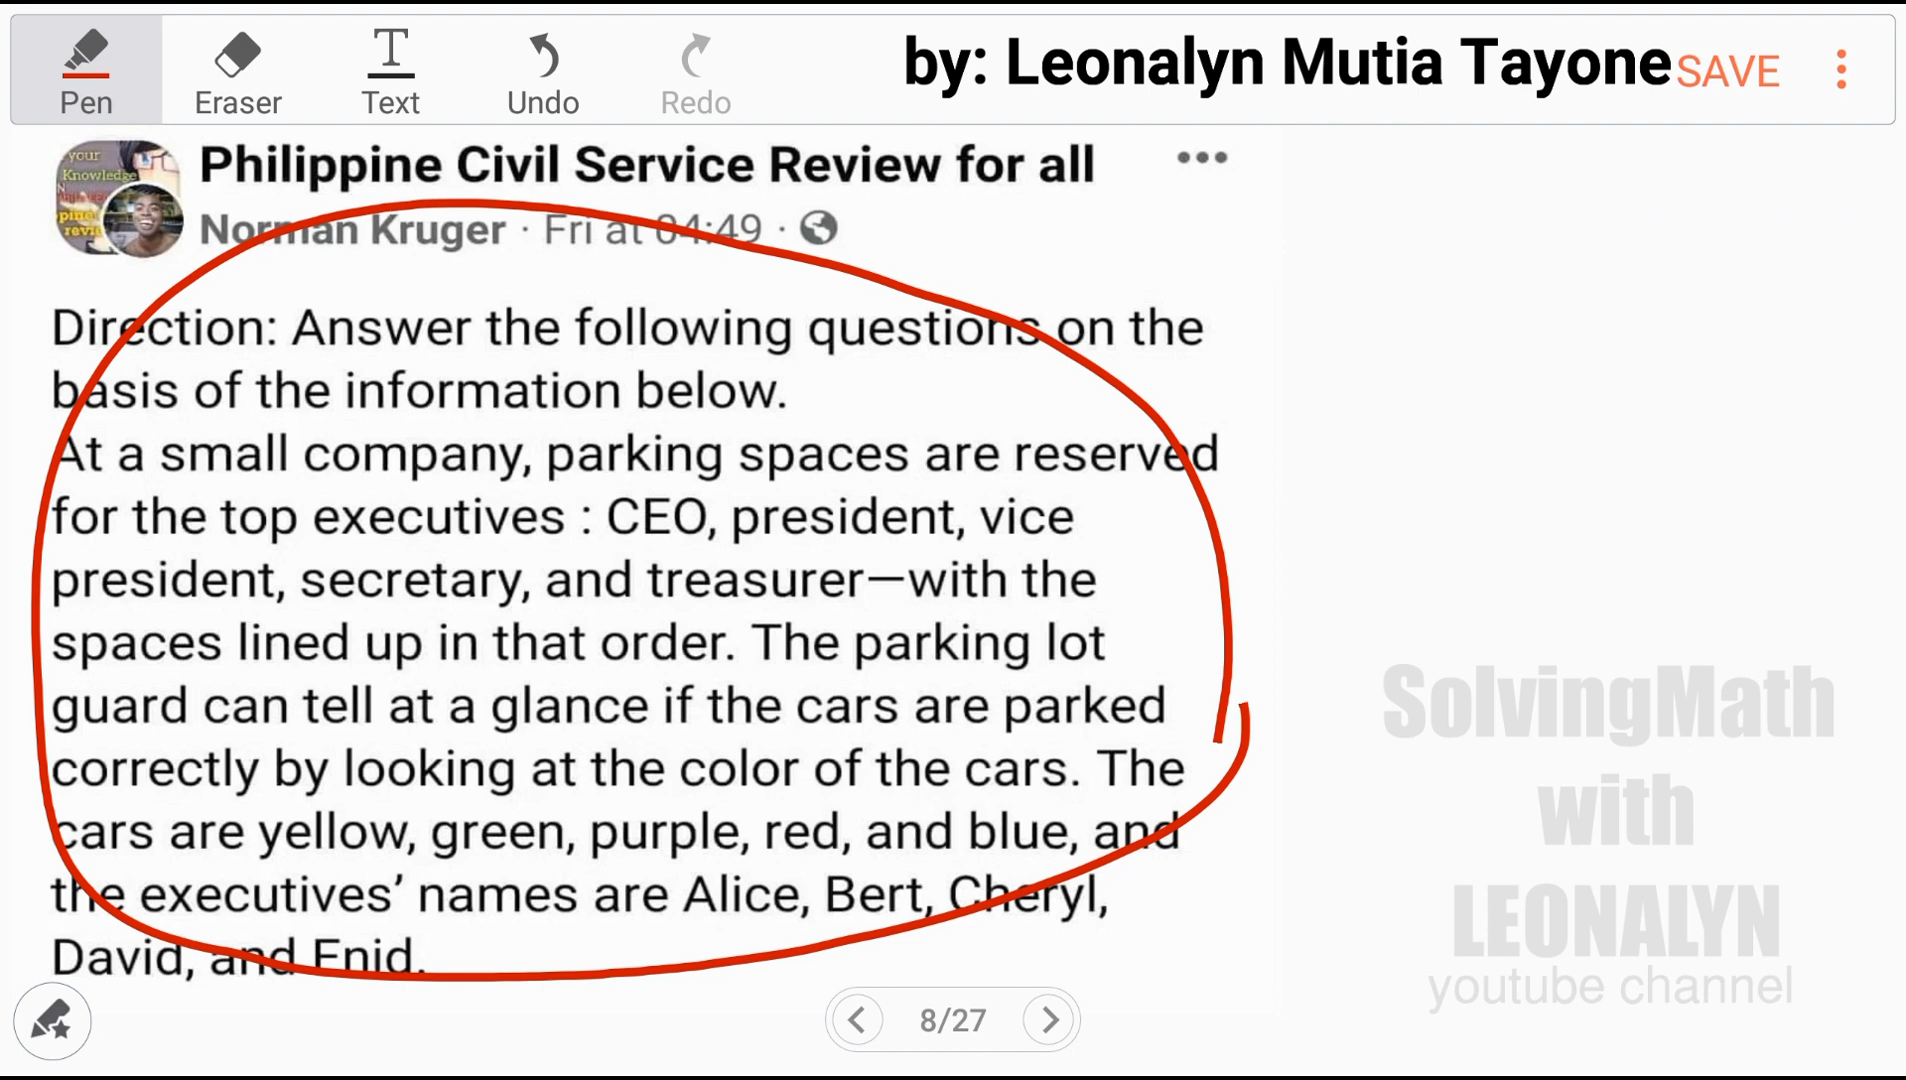 Pen
Eraser
Text
Undo
Redo
by: Leonalyn Mutia Tayone
SAVE
your
Knowledge
Philippine Civil Service Review for all
Norman Kruger · Fri at 04:49 ·
Direction: Answer the following questions on the
basis of the information below.
At a small company, parking spaces are reserved
for the top executives : CEO, president, vice
president, secretary, and treasurer—with the
spaces lined up in that order. The parking lot
guard can tell at a glance if the cars are parked
correctly by looking at the color of the cars. The
cars are yellow, green, purple, red, and blue, and
the executives’ names are Alice, Bert, Cheryl,
David, and Enid.
SolvingMath
with
LEONALYN
youtube channel
8/27